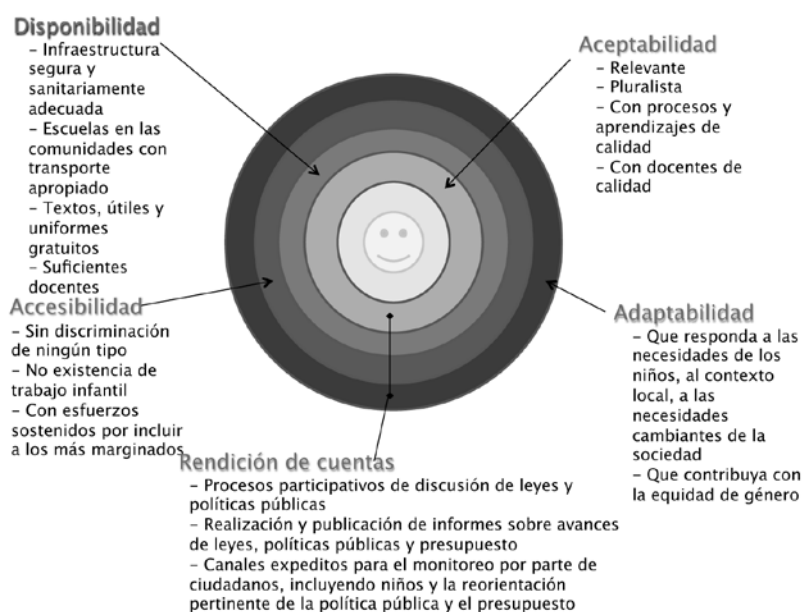 Disponibilidad
– Infraestructura
segura y
sanitariamente
adecuada
– Escuelas en las
comunidades con
transporte
apropiado
– Textos, útiles y
uniformes
gratuitos
– Suficientes
docentes
Aceptabilidad
– Relevante
– Pluralista
– Con procesos y
aprendizajes de
calidad
– Con docentes de
calidad
Accesibilidad
– Sin discriminación
de ningún tipo
– No existencia de
trabajo infantil
– Con esfuerzos
sostenidos por incluir
a los más marginados
Adaptabilidad
– Que responda a las
necesidades de los
niños, al contexto
local, a las
necesidades
cambiantes de la
sociedad
– Que contribuya con
la equidad de género
Rendición de cuentas
– Procesos participativos de discusión de leyes y
políticas públicas
– Realización y publicación de informes sobre avances
de leyes, políticas públicas y presupuesto
– Canales expeditos para el monitoreo por parte de
ciudadanos, incluyendo niños y la reorientación
pertinente de la política pública y el presupuesto